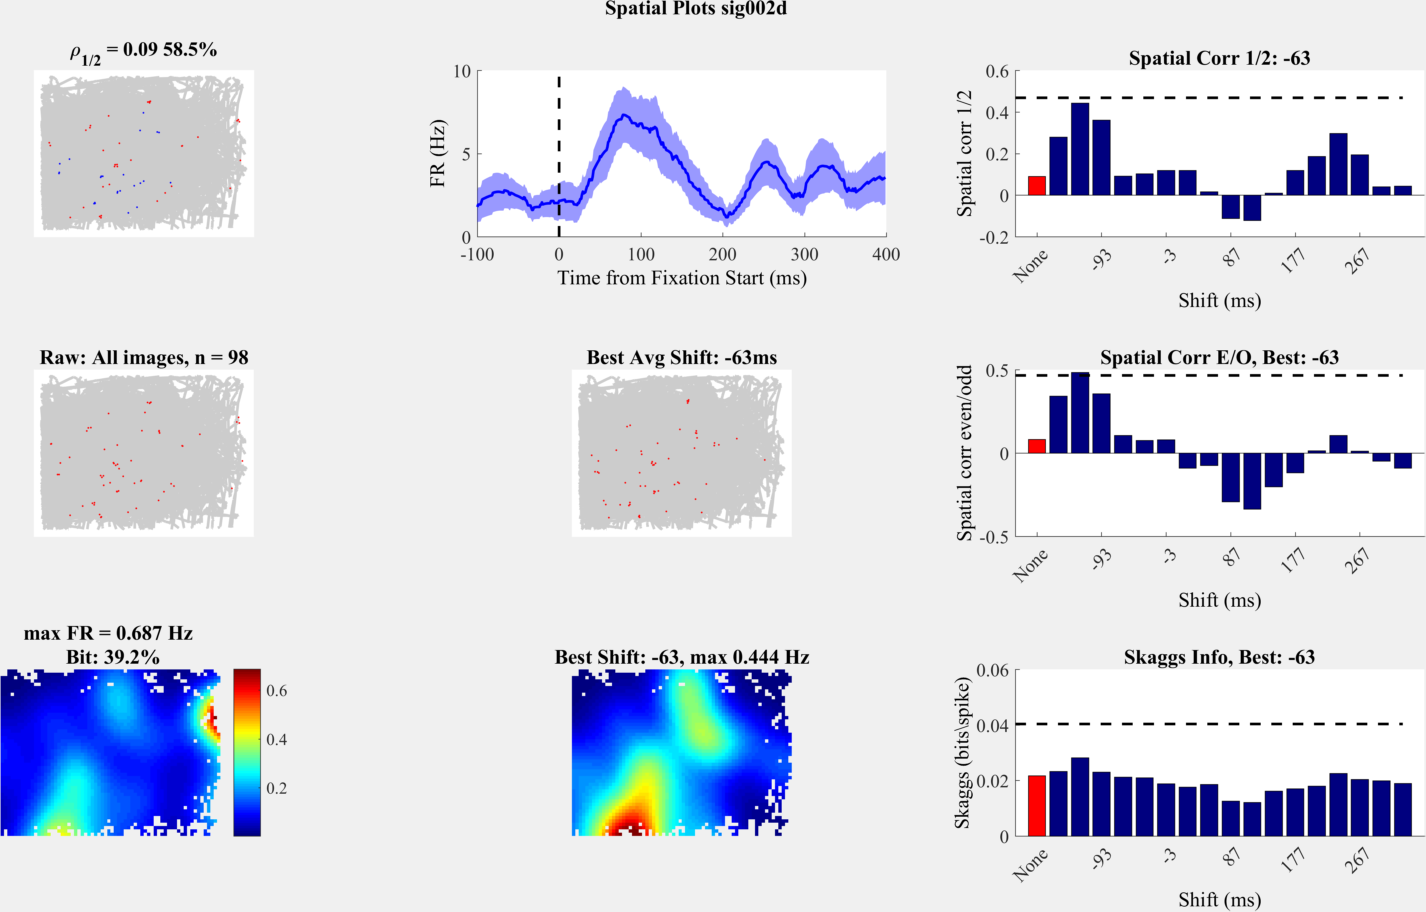 Spatial Plots sig002d
ρ1/2 = 0.09 58.5%
10
5
0
FR (Hz)
-100 0 100 200 300 400
Time from Fixation Start (ms)
Spatial Corr 1/2: -63
0.6
0.4
0.2
0
-0.2
Spatial corr 1/2
None -93 -3 87 177 267
Shift (ms)
Raw: All images, n = 98
Best Avg Shift: -63ms
Spatial Corr E/O, Best: -63
0.5
0
-0.5
Spatial corr even/odd
None -93 -3 87 177 267
Shift (ms)
max FR = 0.687 Hz
Bit: 39.2%
0.6
0.4
0.2
Best Shift: -63, max 0.444 Hz
Skaggs Info, Best: -63
0.06
0.04
0.02
0
Skaggs (bits\spike)
None -93 -3 87 177 267
Shift (ms)